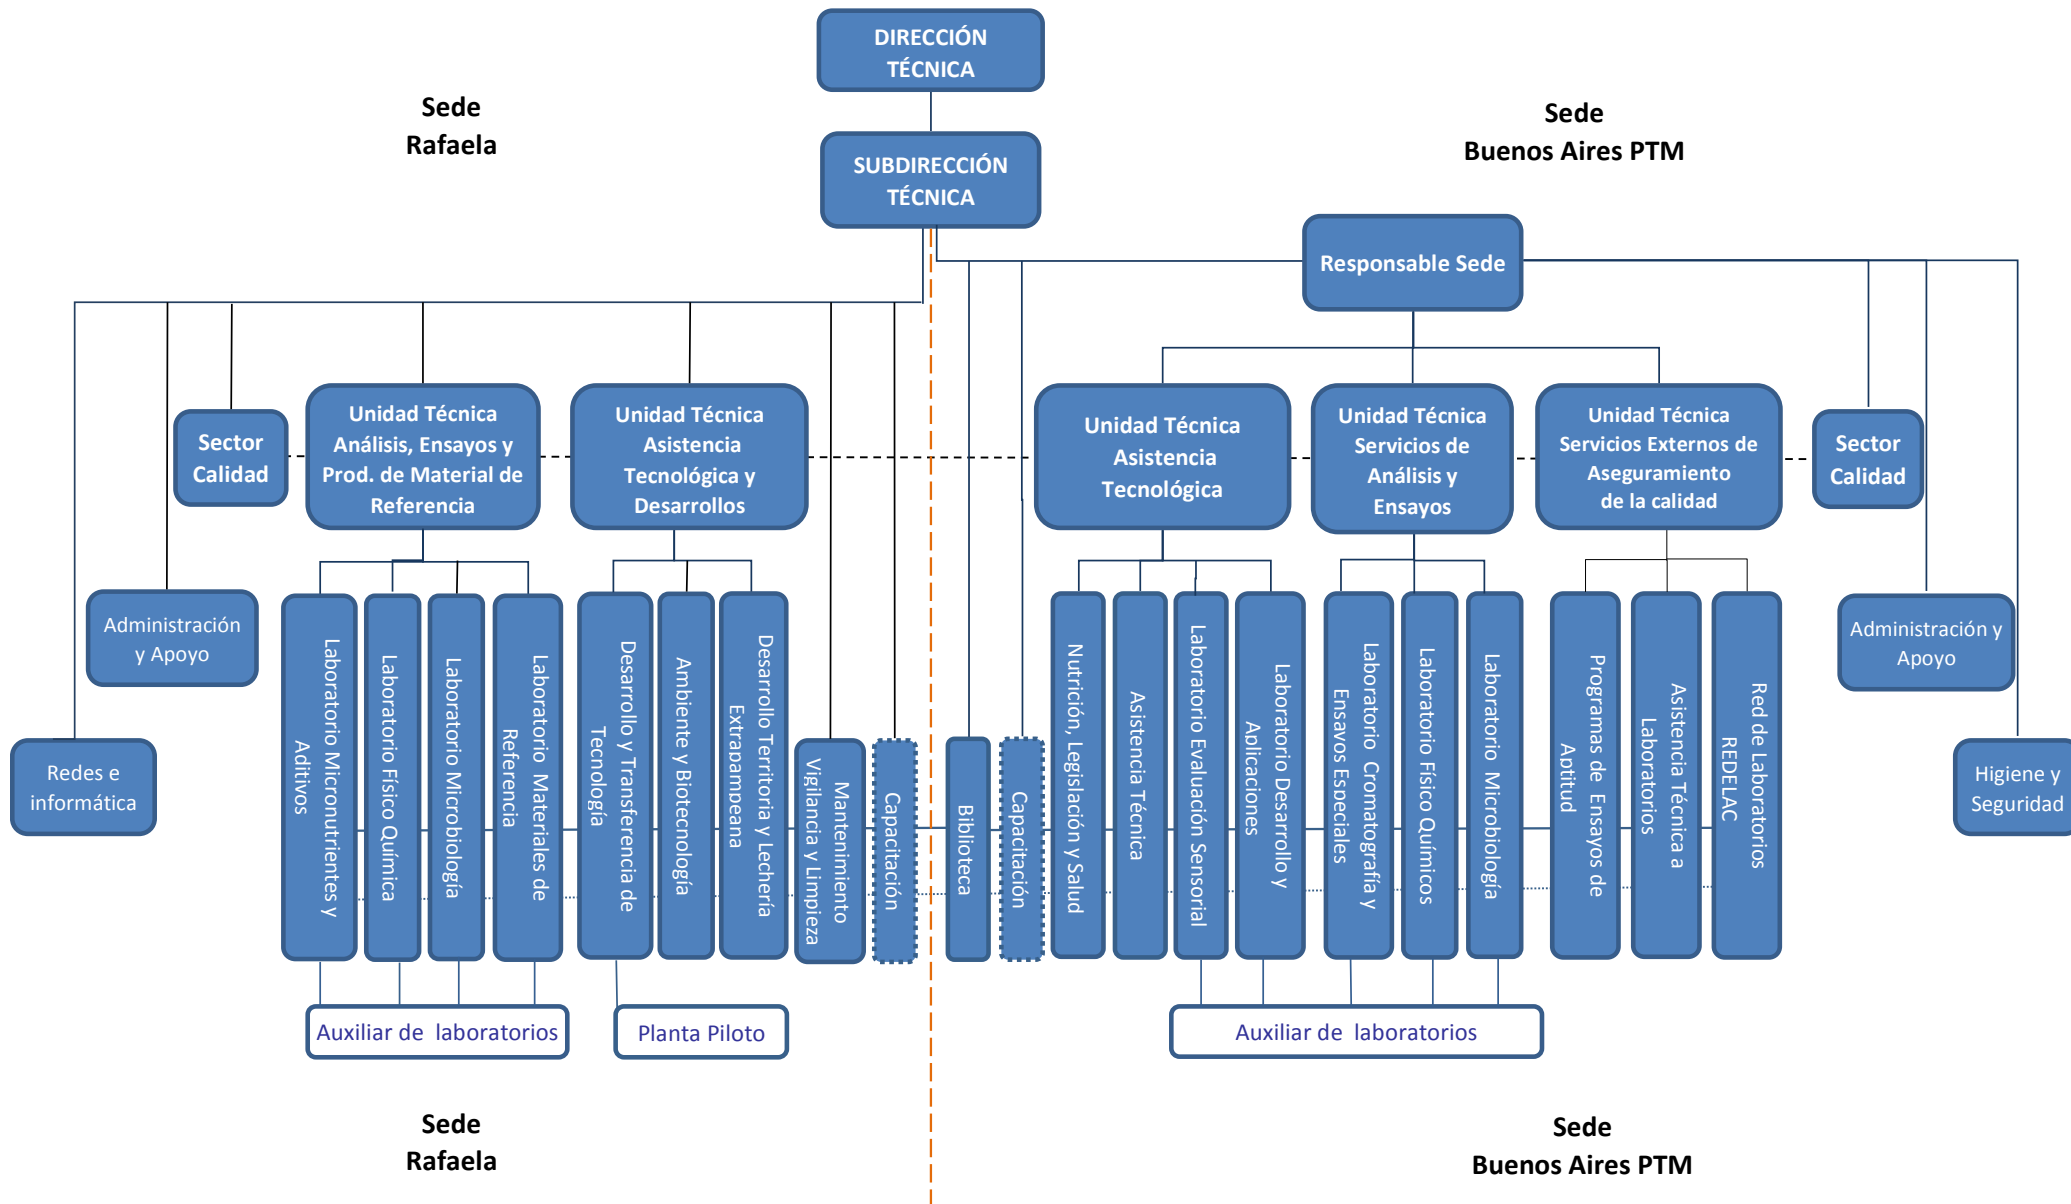 DIRECCIÓN
TÉCNICA
Sede
Rafaela
Sede
Buenos Aires PTM
SUBDIRECCIÓN
TÉCNICA
Responsable Sede
Sector
Calidad
Unidad Técnica
Análisis, Ensayos y
Prod. de Material de
Referencia
Unidad Técnica
Asistencia
Tecnológica y
Desarrollos
Unidad Técnica
Asistencia
Tecnológica
Unidad Técnica
Servicios de
Análisis y
Ensayos
Unidad Técnica
Servicios Externos de
Aseguramiento
de la calidad
Sector
Calidad
Administración
y Apoyo
Redes e
informática
Laboratorio Micronutrientes y
Aditivos
Laboratorio Físico Química
Laboratorio Microbiología
Laboratorio Materiales de
Referencia
Desarrollo y Transferencia de
Tecnología
Ambiente y Biotecnología
Desarrollo Territoria y Lechería
Extrapampeana
Mantenimiento
Vigilancia y Limpieza
Capacitación
Biblioteca
Capacitación
Nutrición, Legislación y Salud
Asistencia Técnica
Laboratorio Evaluación Sensorial
Laboratorio Desarrollo y
Aplicaciones
Laboratorio Cromatografía y
Ensayos Especiales
Laboratorio Físico Químicos
Laboratorio Microbiología
Programas de Ensayos de
Aptitud
Asistencia Técnica a
Laboratorios
Red de Laboratorios
REDELAC
Administración y
Apoyo
Higiene y
Seguridad
Auxiliar de laboratorios
Planta Piloto
Auxiliar de laboratorios
Sede
Rafaela
Sede
Buenos Aires PTM